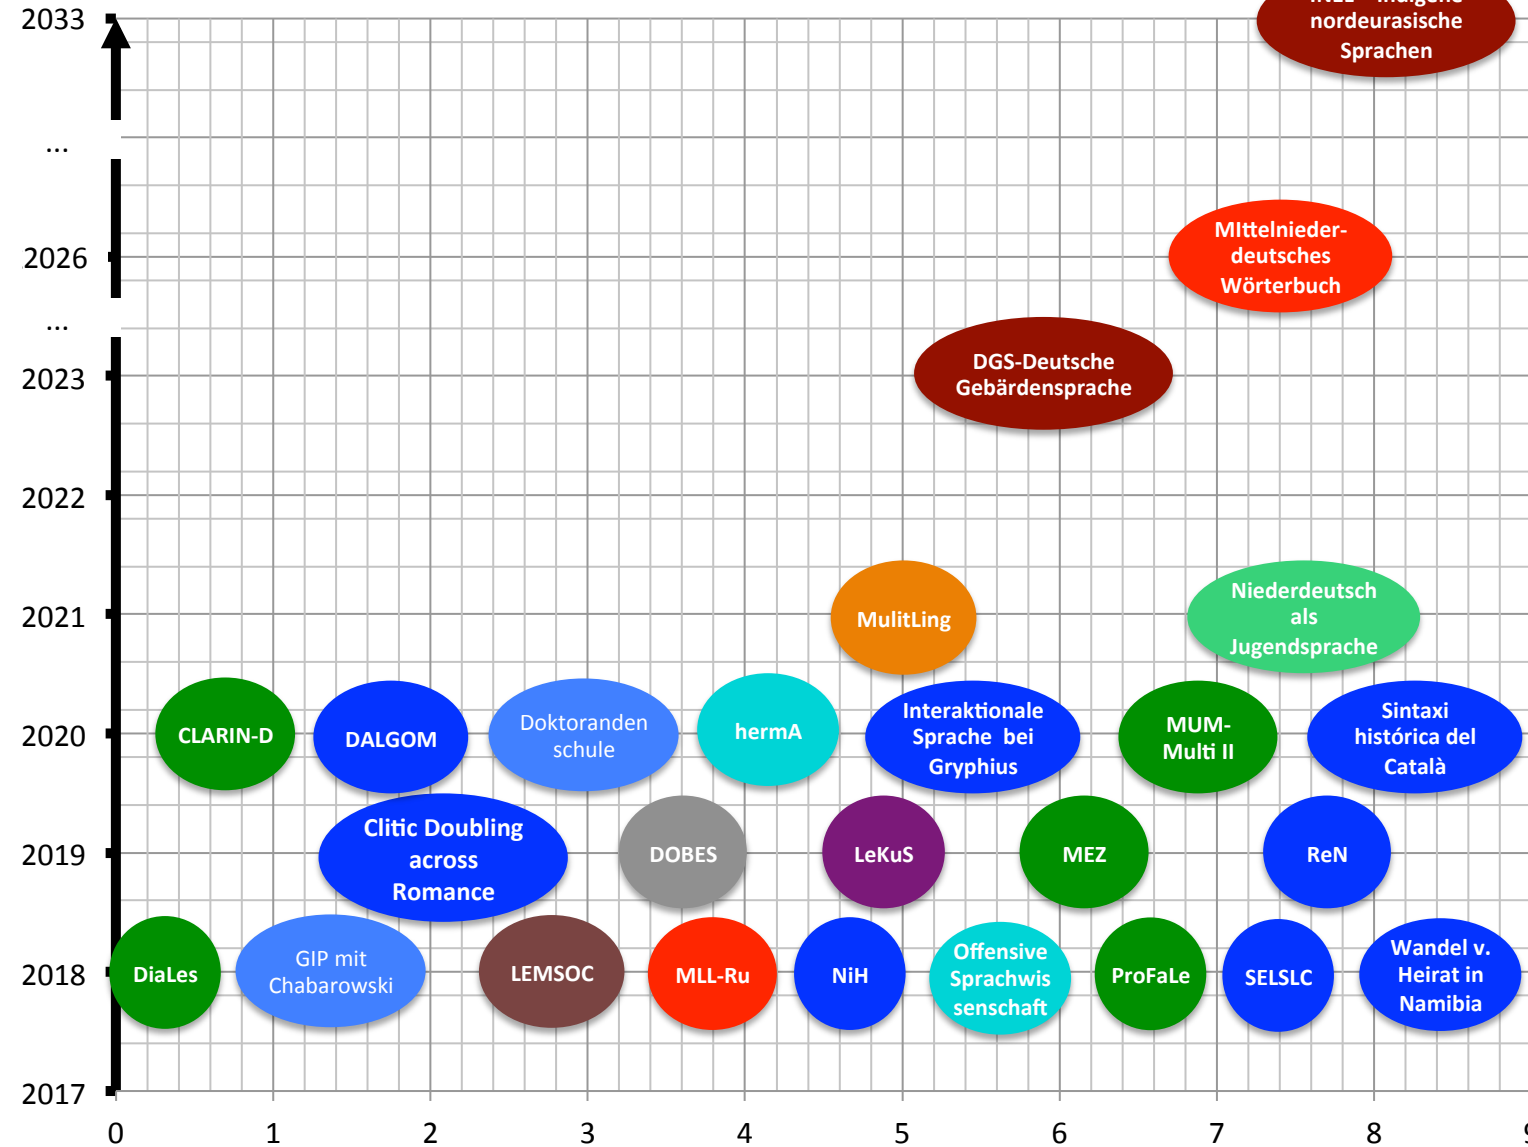 2033
nordeurasische
Sprachen
...
2026
MIttelnieder-
deutsches
Wörterbuch
...
2023
DGS-Deutsche
Gebärdensprache
2022
2021
MulitLing
Niederdeutsch
als
Jugendsprache
2020
CLARIN-D
DALGOM
Doktoranden
schule
hermA
Interaktionale
Sprache bei
Gryphius
MUM-
Multi II
Sintaxi
histórica del
Català
2019
Clitic Doubling
across
Romance
DOBES
LeKuS
MEZ
ReN
2018
DiaLes
GIP mit
Chabarowski
LEMSOC
MLL-Ru
NiH
Offensive
Sprachwis
senschaft
ProFaLe
SELSLC
Wandel v.
Heirat in
Namibia
2017
0 1 2 3 4 5 6 7 8 9